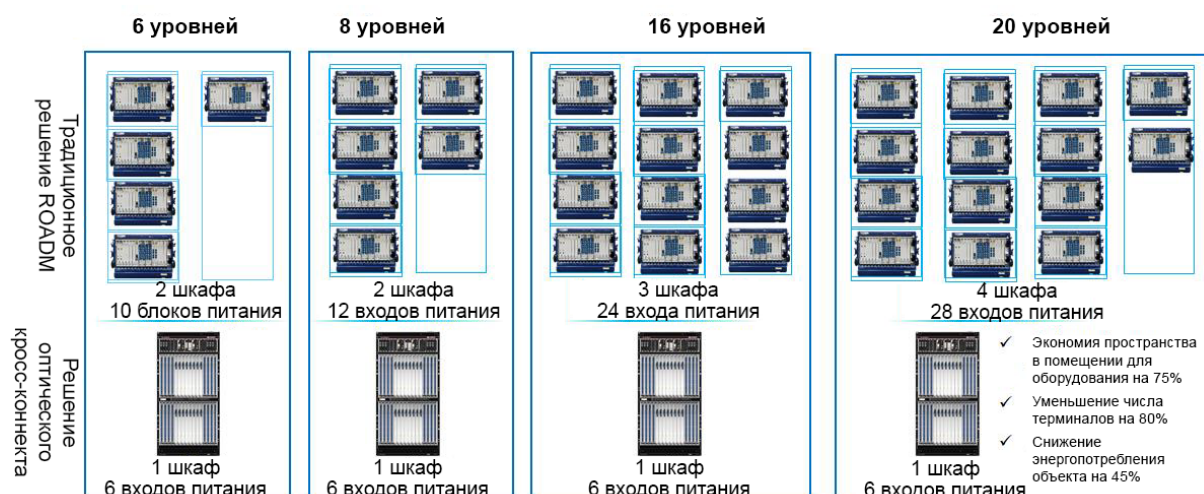 6 уровней
8 уровней
16 уровней
20 уровней
Традиционное
решение ROADM
2 шкафа
10 блоков питания
2 шкафа
12 входов питания
3 шкафа
24 входа питания
4 шкафа
28 входов питания
Решение
оптического
кросс-коннекта
1 шкаф
6 входов питания
1 шкаф
6 входов питания
1 шкаф
6 входов питания
1 шкаф
6 входов питания
✓ Экономия пространства
в помещении для
оборудования на 75%
✓ Уменьшение числа
терминалов на 80%
✓ Снижение
энергопотребления
объекта на 45%